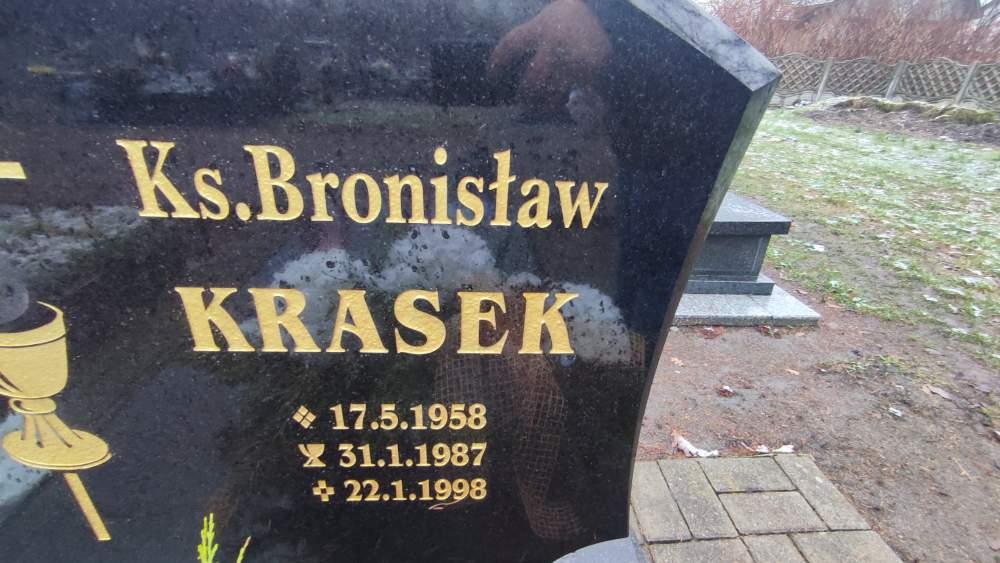 Ks. Bronisław
KRASEK
17.5.1958
31.1.1987
22.1.1998